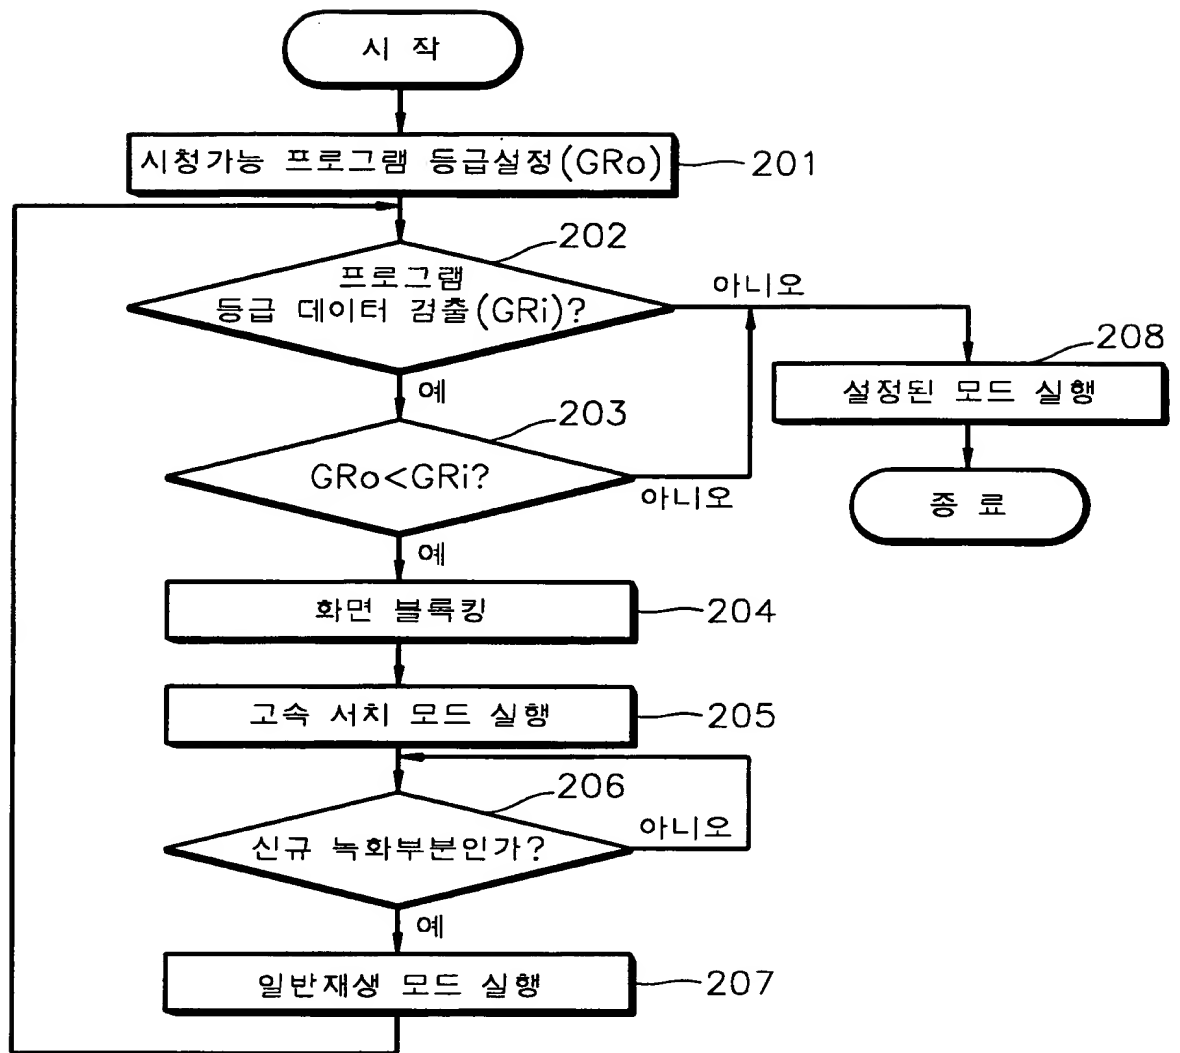 시 작
시청가능 프로그램 등급설정(GRo)
201
202
프로그램
등급 데이터 검출(GRi)?
아니오
예
208
설정된 모드 실행
203
GRo<GRi?
아니오
종 료
예
화면 블록킹
204
고속 서치 모드 실행
205
206
신규 녹화부분인가?
아니오
예
일반재생 모드 실행
207